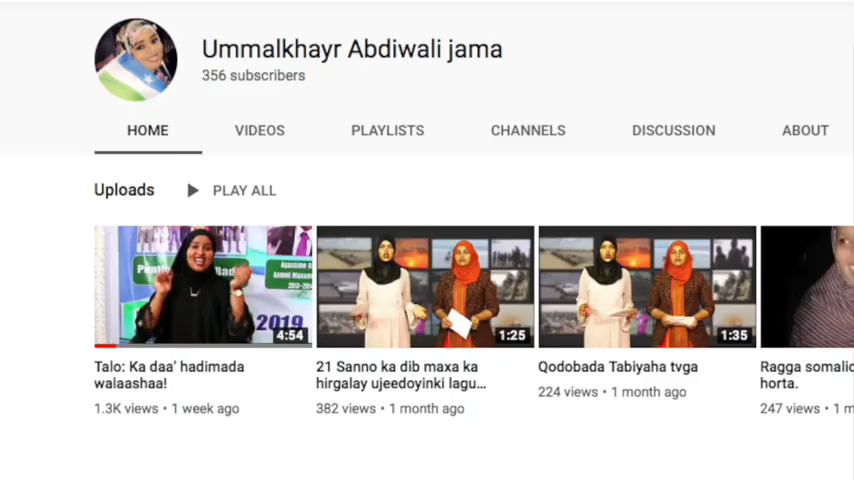 Ummalkhayr Abdiwali jama
356 subscribers
HOME VIDEOS PLAYLISTS CHANNELS DISCUSSION ABOUT
Uploads PLAY ALL
2019
4:54
1:25
1:35
Talo: Ka daa’ hadimada
walaashaa!
1.3K views • 1 week ago
21 Sanno ka dib maxa ka
hirgalay ujeedoyinki lagu...
382 views • 1 month ago
Qodobada Tabiyaha tvga
224 views • 1 month ago
Ragga somalid
horta.
247 views • 1 m